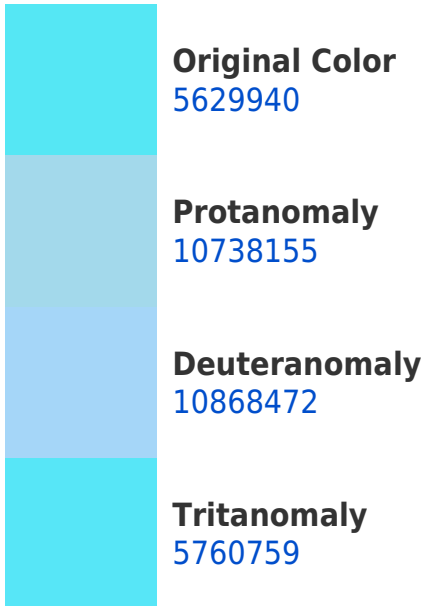 Original Color
5629940
Protanomaly
10738155
Deuteranomaly
10868472
Tritanomaly
5760759